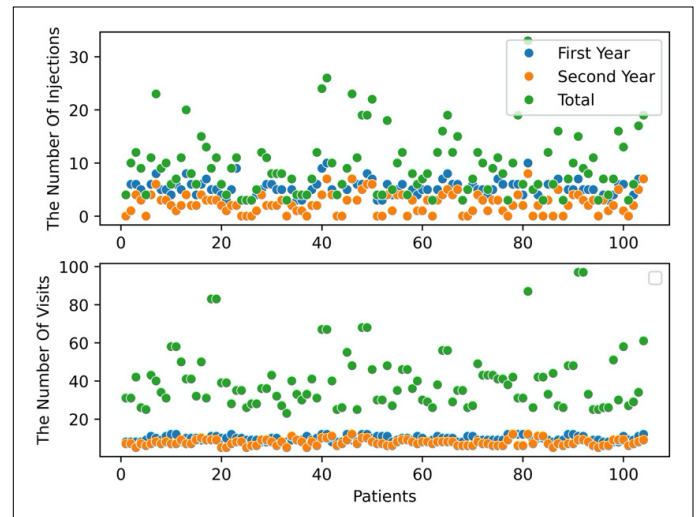 The Number Of Injections
30
20
10
0
First Year
Second Year
Total
0 20 40 60 80 100
The Number Of Visits
100
80
60
40
20
0 20 40 60 80 100
Patients